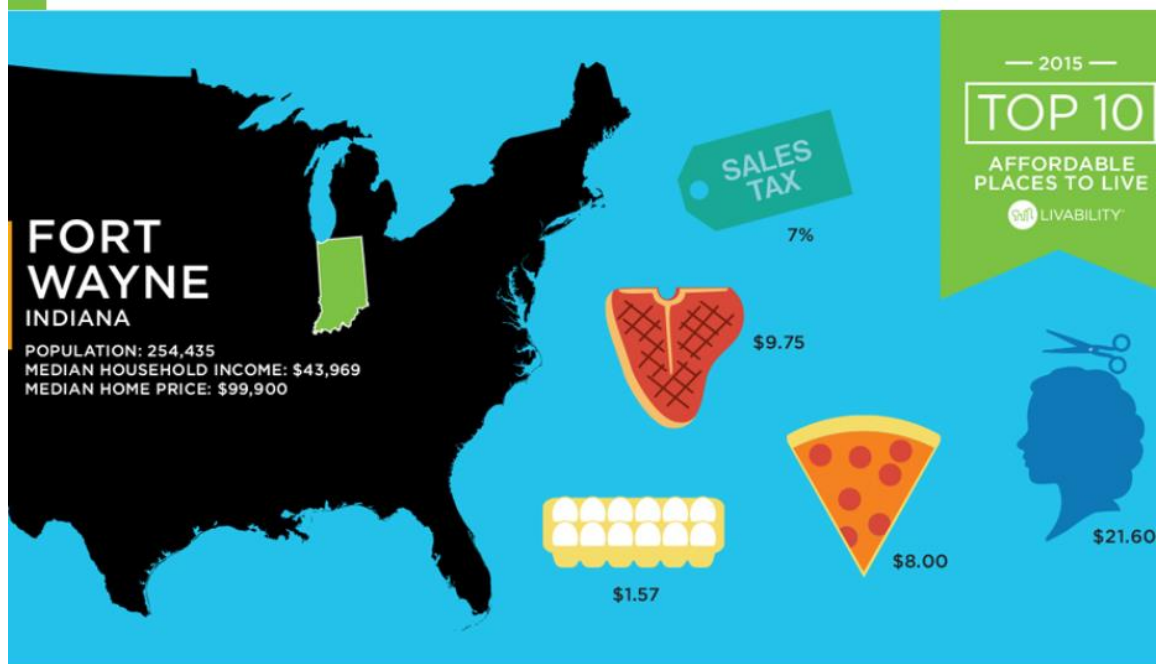 FORT
WAYNE
INDIANA
POPULATION: 254,435
MEDIAN HOUSEHOLD INCOME: $43,969
MEDIAN HOME PRICE: $99,900
SALES
TAX
7%
$9.75
$1.57
$8.00
$21.60
2015
TOP 10
AFFORDABLE
PLACES TO LIVE
LIVABILITY